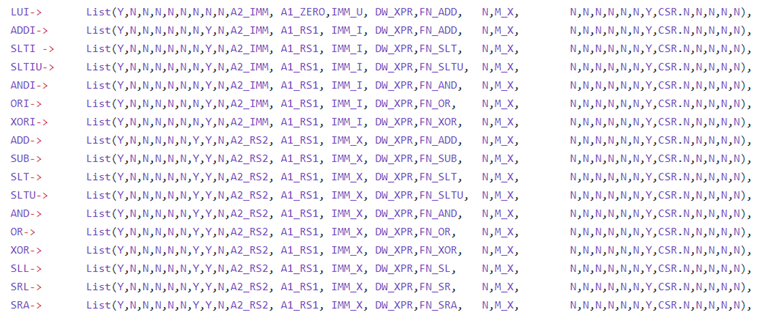 LUI->      List(Y,N,N,N,N,N,N,N,N,A2_IMM, A1_ZERO,IMM_U, DW_XPR,FN_ADD,   N,M_X,      N,N,N,N,N,N,Y,CSR.N,N,N,N,N),
ADDI->     List(Y,N,N,N,N,N,N,Y,N,A2_IMM, A1_RS1, IMM_I, DW_XPR,FN_ADD,   N,M_X,      N,N,N,N,N,N,Y,CSR.N,N,N,N,N),
SLTI ->    List(Y,N,N,N,N,N,N,Y,N,A2_IMM, A1_RS1, IMM_I, DW_XPR,FN_SLT,   N,M_X,      N,N,N,N,N,N,Y,CSR.N,N,N,N,N),
SLTIU->    List(Y,N,N,N,N,N,N,Y,N,A2_IMM, A1_RS1, IMM_I, DW_XPR,FN_SLTU,  N,M_X,      N,N,N,N,N,N,Y,CSR.N,N,N,N,N),
ANDI->     List(Y,N,N,N,N,N,N,Y,N,A2_IMM, A1_RS1, IMM_I, DW_XPR,FN_AND,   N,M_X,      N,N,N,N,N,N,Y,CSR.N,N,N,N,N),
ORI->      List(Y,N,N,N,N,N,N,Y,N,A2_IMM, A1_RS1, IMM_I, DW_XPR,FN_OR,    N,M_X,      N,N,N,N,N,N,Y,CSR.N,N,N,N,N),
XORI->     List(Y,N,N,N,N,N,N,Y,N,A2_IMM, A1_RS1, IMM_I, DW_XPR,FN_XOR,   N,M_X,      N,N,N,N,N,N,Y,CSR.N,N,N,N,N),
ADD->      List(Y,N,N,N,N,N,Y,Y,N,A2_RS2, A1_RS1, IMM_X, DW_XPR,FN_ADD,   N,M_X,      N,N,N,N,N,N,Y,CSR.N,N,N,N,N),
SUB->      List(Y,N,N,N,N,N,Y,Y,N,A2_RS2, A1_RS1, IMM_X, DW_XPR,FN_SUB,   N,M_X,      N,N,N,N,N,N,Y,CSR.N,N,N,N,N),
SLT->      List(Y,N,N,N,N,N,Y,Y,N,A2_RS2, A1_RS1, IMM_X, DW_XPR,FN_SLT,   N,M_X,      N,N,N,N,N,N,Y,CSR.N,N,N,N,N),
SLTU->     List(Y,N,N,N,N,N,Y,Y,N,A2_RS2, A1_RS1, IMM_X, DW_XPR,FN_SLTU,  N,M_X,      N,N,N,N,N,N,Y,CSR.N,N,N,N,N),
AND->      List(Y,N,N,N,N,N,Y,Y,N,A2_RS2, A1_RS1, IMM_X, DW_XPR,FN_AND,   N,M_X,      N,N,N,N,N,N,Y,CSR.N,N,N,N,N),
OR->       List(Y,N,N,N,N,N,Y,Y,N,A2_RS2, A1_RS1, IMM_X, DW_XPR,FN_OR,    N,M_X,      N,N,N,N,N,N,Y,CSR.N,N,N,N,N),
XOR->      List(Y,N,N,N,N,N,Y,Y,N,A2_RS2, A1_RS1, IMM_X, DW_XPR,FN_XOR,   N,M_X,      N,N,N,N,N,N,Y,CSR.N,N,N,N,N),
SLL->      List(Y,N,N,N,N,N,Y,Y,N,A2_RS2, A1_RS1, IMM_X, DW_XPR,FN_SL,    N,M_X,      N,N,N,N,N,N,Y,CSR.N,N,N,N,N),
SRL->      List(Y,N,N,N,N,N,Y,Y,N,A2_RS2, A1_RS1, IMM_X, DW_XPR,FN_SR,    N,M_X,      N,N,N,N,N,N,Y,CSR.N,N,N,N,N),
SRA->      List(Y,N,N,N,N,N,Y,Y,N,A2_RS2, A1_RS1, IMM_X, DW_XPR,FN_SRA,   N,M_X,      N,N,N,N,N,N,Y,CSR.N,N,N,N,N),